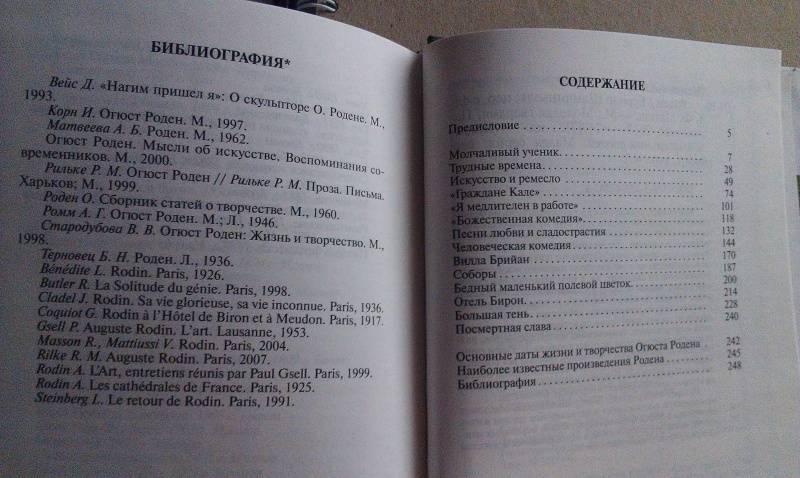 БИБЛИОГРАФИЯ*
Вейс Д. «Нагим пришел я»: О скульпторе О. Родене. М.,
1993.
Корн И. Огюст Роден. М., 1997.
Матвеева А. Б. Роден. М., 1962.
Огюст Роден. Мысли об искусстве. Воспоминания со-
временников. М., 2000.
Рильке Р. М. Огюст Роден // Рильке Р. М. Проза. Письма.
Харьков; М., 1999.
Роден О. Сборник статей о творчестве. М., 1960.
Ромм А. Г. Огюст Роден. М.; Л., 1946.
Стародубова В. В. Огюст Роден: Жизнь и творчество. М.,
1998.
Терновец Б. Н. Роден. Л., 1936.
Bénédite L. Rodin. Paris, 1926.
Butler R. La Solitude du génie. Paris, 1998.
Cladel J. Rodin. Sa vie glorieuse, sa vie inconnue. Paris, 1936.
Coquiot G. Rodin à l'Hôtel de Biron et à Meudon. Paris, 1917.
Gsell P. Auguste Rodin. L'art. Lausanne, 1953.
Masson R., Mattiussi V. Rodin. Paris, 2004.
Rilke R. M. Auguste Rodin. Paris, 2007.
Rodin A. L'Art, entretiens réunis par Paul Gsell. Paris, 1999.
Rodin A. Les cathédrales de France. Paris, 1925.
Steinberg L. Le retour de Rodin. Paris, 1991.
СОДЕРЖАНИЕ
Предисловие . . . . . . . . . . . . . . . . . . . . . . . . 5
Молчаливый ученик. . . . . . . . . . . . . . . . . . . . 7
Трудные времена. . . . . . . . . . . . . . . . . . . . . 28
Искусство и ремесло . . . . . . . . . . . . . . . . . . 49
«Граждане Кале» . . . . . . . . . . . . . . . . . . . . . 74
«Я медлителен в работе» . . . . . . . . . . . . . . . 101
«Божественная комедия». . . . . . . . . . . . . . . . 118
Песни любви и сладострастия . . . . . . . . . . . . 132
Человеческая комедия . . . . . . . . . . . . . . . . . 144
Вилла Брийан . . . . . . . . . . . . . . . . . . . . . . . 170
Соборы . . . . . . . . . . . . . . . . . . . . . . . . . . . 187
Бедный маленький полевой цветок. . . . . . . . . 200
Отель Бирон. . . . . . . . . . . . . . . . . . . . . . . . 214
Большая тень. . . . . . . . . . . . . . . . . . . . . . . 228
Посмертная слава . . . . . . . . . . . . . . . . . . . . 240
Основные даты жизни и творчества Огюста Родена . 242
Наиболее известные произведения Родена . . . . 245
Библиография . . . . . . . . . . . . . . . . . . . . . . . 248